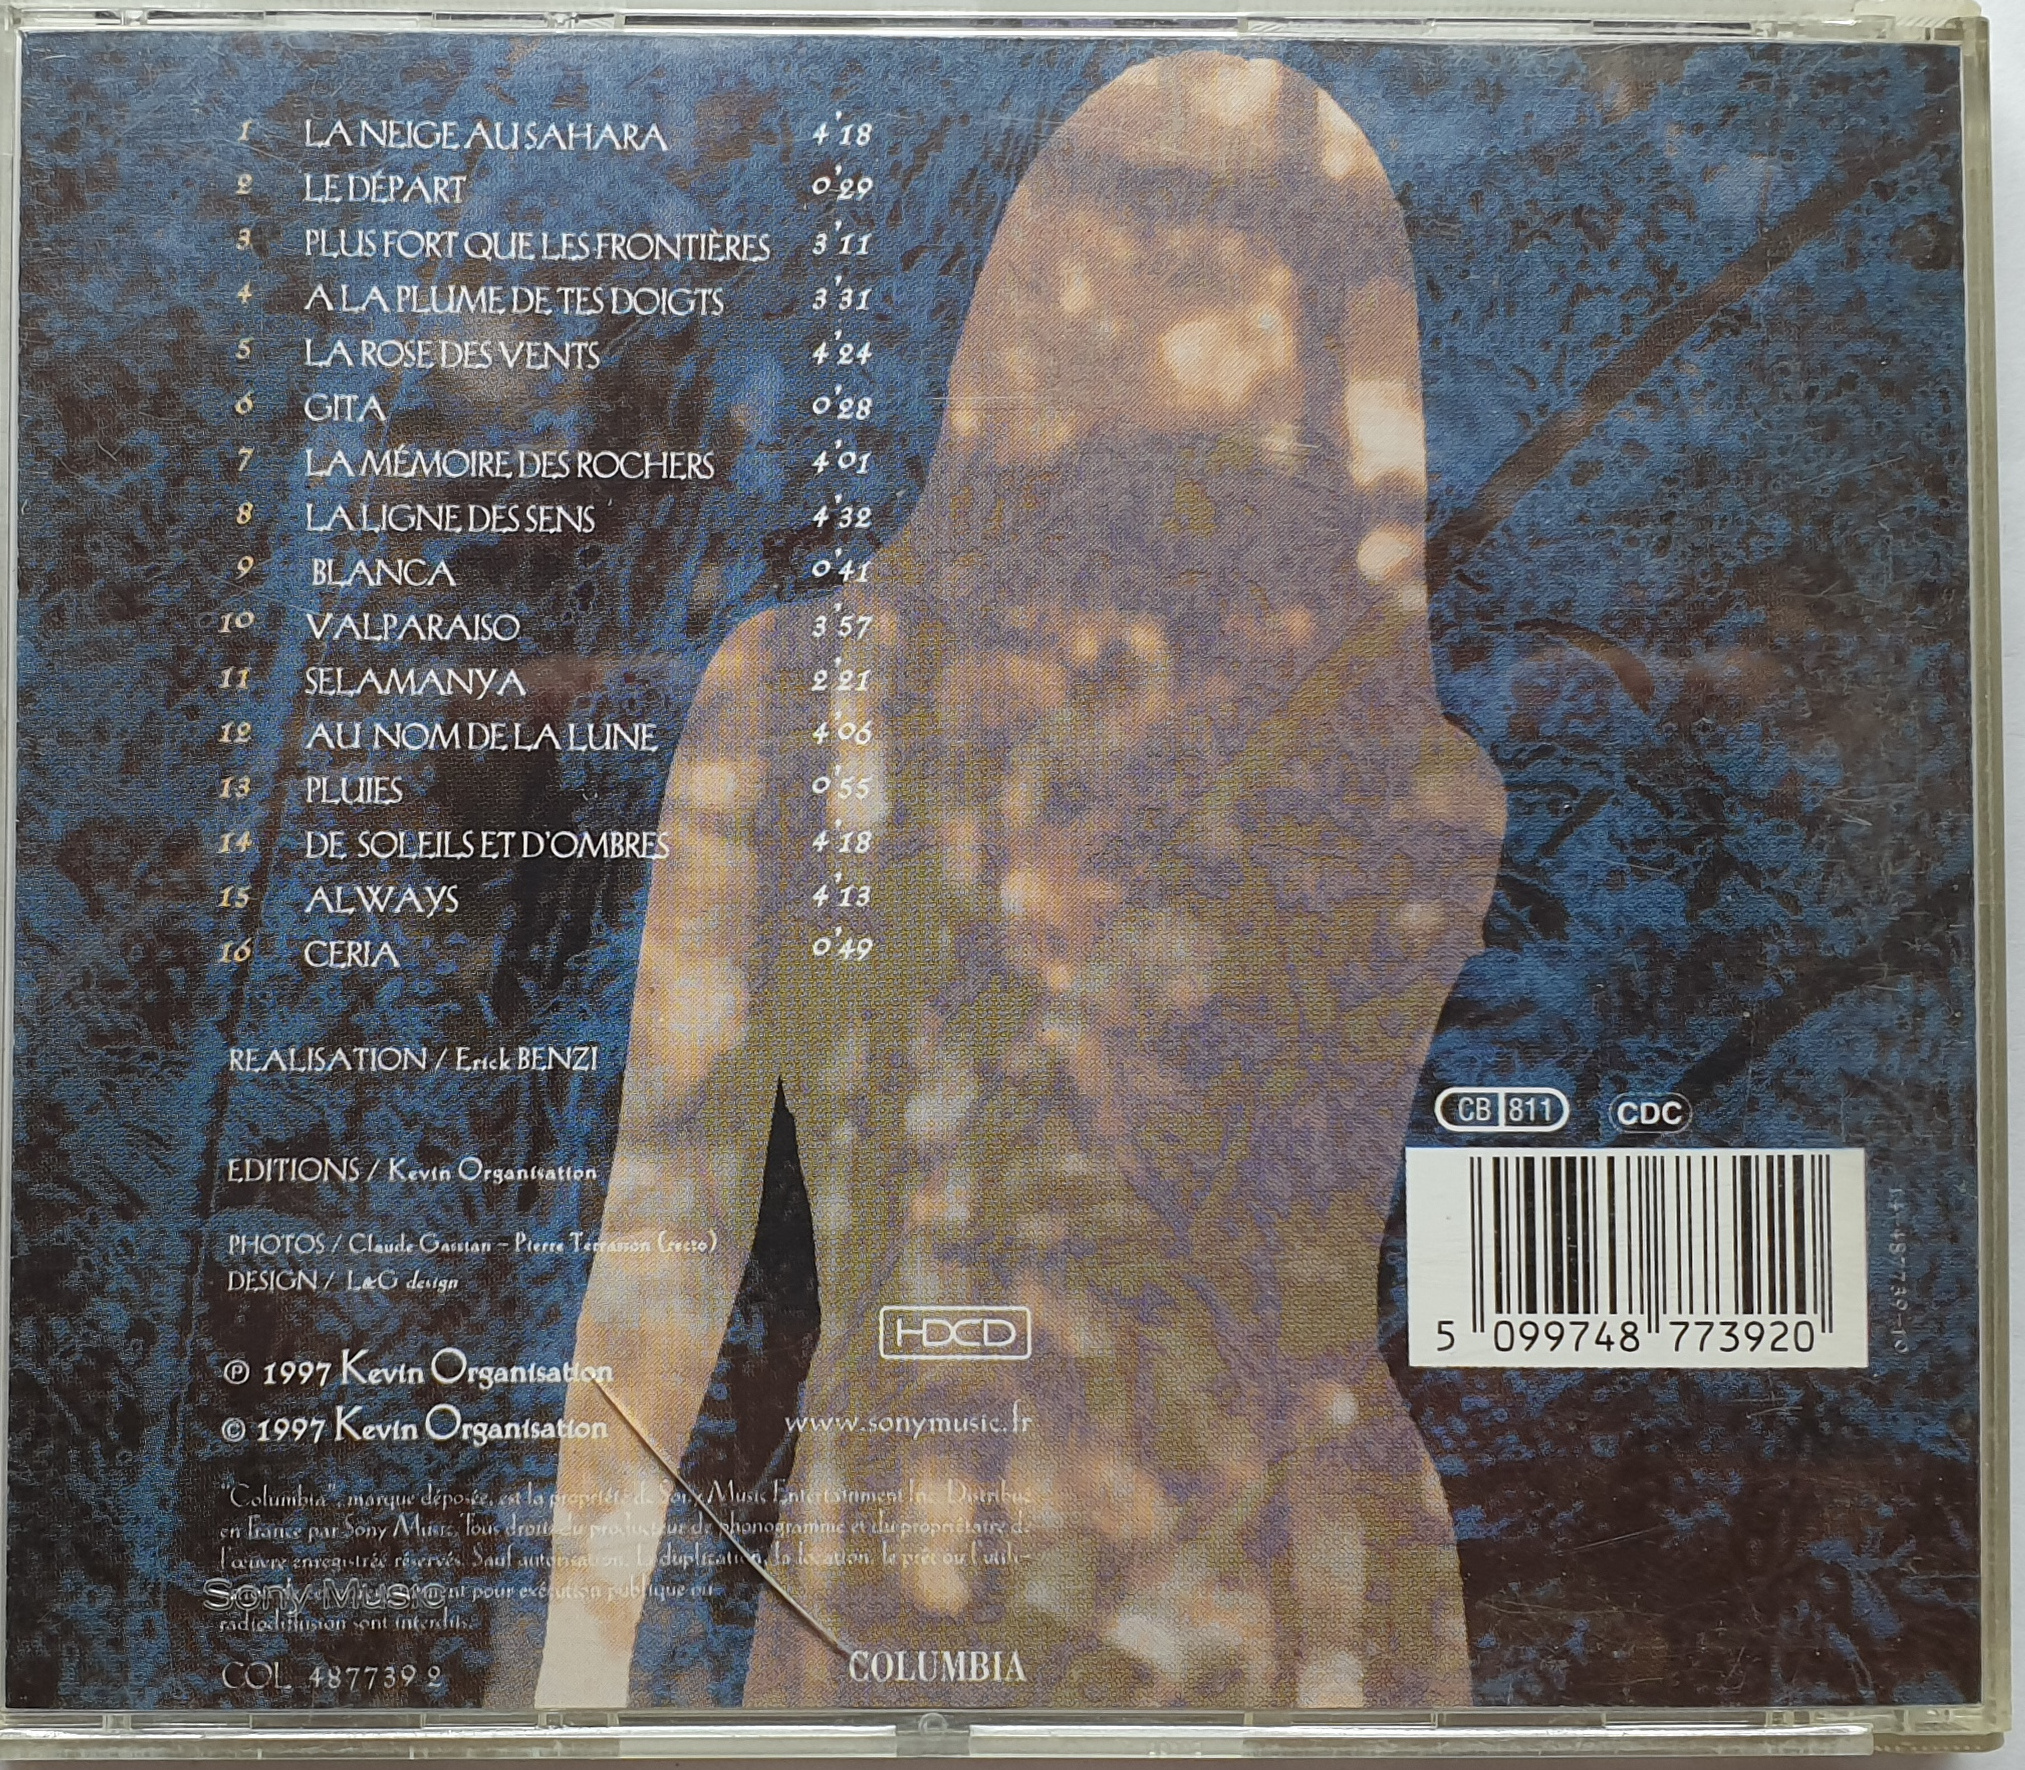 1 LA NEIGE AU SAHARA 4'18
2 LE DÉPART 0'29
3 PLUS FORT QUE LES FRONTIÈRES 3'11
4 A LA PLUME DE TES DOIGTS 3'31
5 LA ROSE DES VENTS 4'24
6 GITA 0'28
7 LA MÉMOIRE DES ROCHERS 4'01
8 LA LIGNE DES SENS 4'32
9 BLANCA 0'41
10 VALPARAISO 3'57
11 SELAMANYA 2'21
12 AU NOM DE LA LUNE 4'06
13 PLUIES 0'55
14 DE SOLEILS ET D'OMBRES 4'18
15 ALWAYS 4'13
16 CERIA 0'49
REALISATION / Erick BENZI
EDITIONS / Kevin Organisation
PHOTOS / Claude Gassian – Pierre Terrasson (recto)
DESIGN / L&G design
℗ 1997 Kevin Organisation
© 1997 Kevin Organisation
HDCD
www.sonymusic.fr
"Columbia", marque déposée, est la propriété de Sony Music Entertainment Inc. Distribué
en France par Sony Music. Tous droits du producteur de phonogramme et du propriétaire de
l'œuvre enregistrée réservés. Sauf autorisation, la duplication, la location, le prêt ou l'utili-
pour exécution publique ou
radiodiffusion sont interdits.
Sony Music
COL 487739 2
COLUMBIA
CB 811 CDC
5 099748 773920
14-487739-10